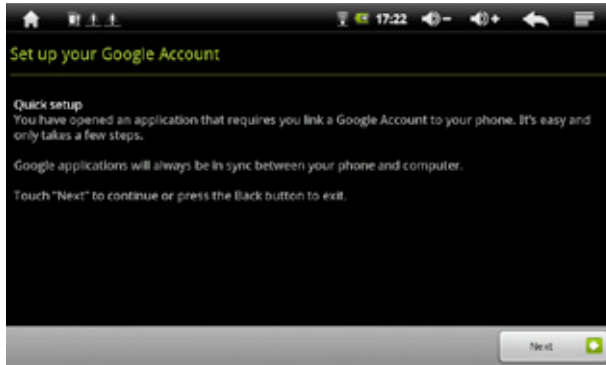 17:22
Set up your Google Account
Quick setup
You have opened an application that requires you link a Google Account to your phone. It's easy and
only takes a few steps.
Google applications will always be in sync between your phone and computer.
Touch "Next" to continue or press the Back button to exit.
Next